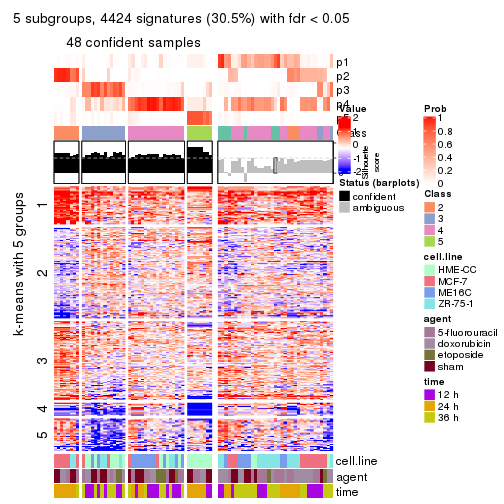 5 subgroups, 4424 signatures (30.5%) with fdr < 0.05
48 confident samples
p1
p2
p3
p4
p5
Class
Silhouette
score
k-means with 5 groups
1
2
3
4
5
cell.line
agent
time
Value
2
1
0
-1
-2
Status (barplots)
confident
ambiguous
Prob
1
0.8
0.6
0.4
0.2
0
Class
2
3
4
5
cell.line
HME-CC
MCF-7
ME16C
ZR-75-1
agent
5-fluorouracil
doxorubicin
etoposide
sham
time
12 h
24 h
36 h